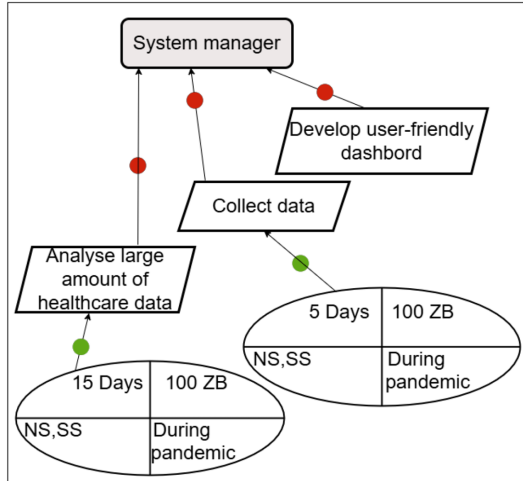 System manager
Develop user-friendly
dashbord
Collect data
Analyse large
amount of
healthcare data
5 Days
100 ZB
NS,SS
During
pandemic
15 Days
100 ZB
NS,SS
During
pandemic